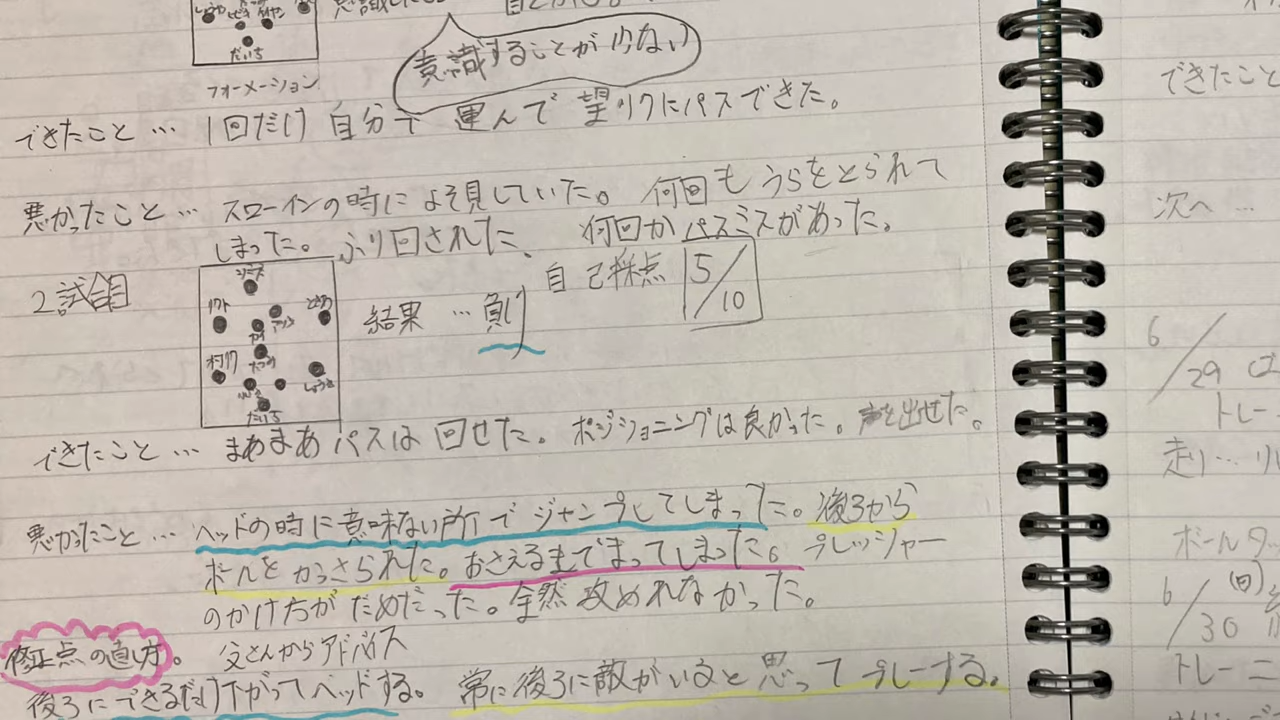 だいち
意識することが少ない
フォーメーション
できたこと… 1回だけ 自分で 運んで 望リクにパスできた。
悪かったこと… スローインの時によそ見していた。 何回もうらをとられて
しまった。ふり回された、 何回かパスミスがあった。
2試合目
自己採点 5/10
結果 …負け
だいち
できたこと… まあまあパスは回せた。ポジショニングは良かった。声を出せた。
悪かったこと… ヘッドの時に意味ない所でジャンプしてしまった。後ろから
ボールをかっさられた。おさえるまでまってしまった。 プレッシャー
のかけ方がだめだった。全然攻めれなかった。
修正点の直し方。 父さんからアドバイス
後ろにできるだけ下がってヘッドする。 常に後ろに敵がいると思ってプレーする。
できたこと
次へ…
6/29
トレー
走り…
ボールタッ
6/30
トレーニ